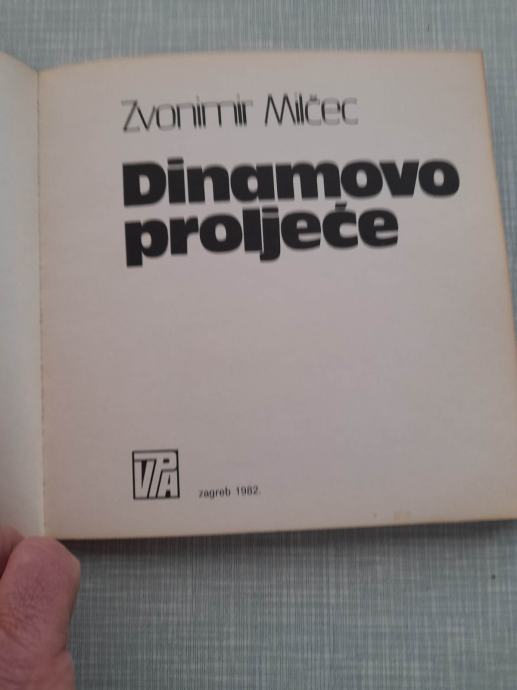 Zvonimir Milčec
Dinamovo
proljeće
VPA
zagreb 1982.